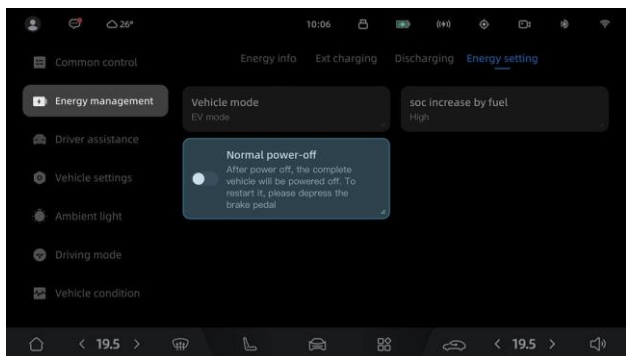 26°
10:06
Common control
Energy info Ext charging Discharging Energy setting
Energy management
Vehicle mode
EV mode
soc increase by fuel
High
Driver assistance
Normal power-off
After power off, the complete
vehicle will be powered off. To
restart it, please depress the
brake pedal
Vehicle settings
Ambient light
Driving mode
Vehicle condition
< 19.5 >
< 19.5 >